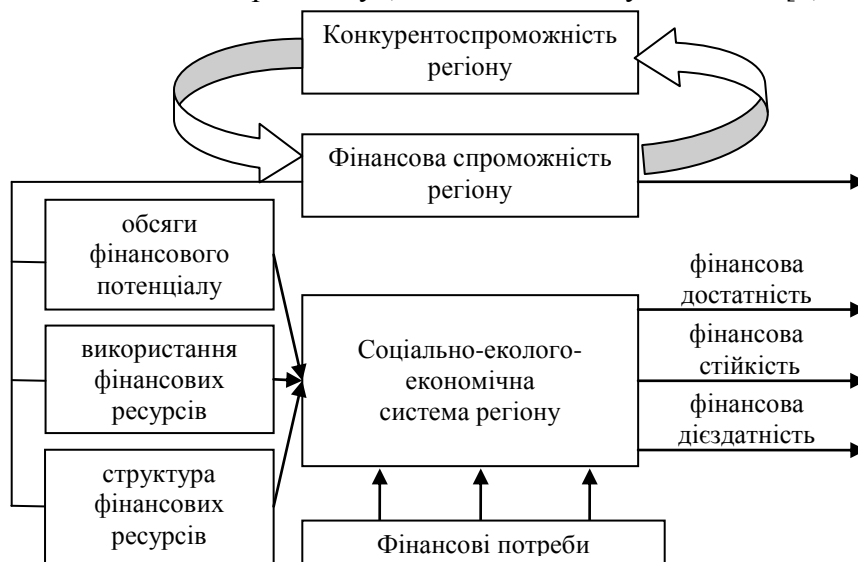 Конкурентоспроможність
регіону
Фінансова спроможність
регіону
обсяги
фінансового
потенціалу
використання
фінансових
ресурсів
структура
фінансових
ресурсів
Соціально-еколого-
економічна
система регіону
фінансова
достатність
фінансова
стійкість
фінансова
дієздатність
Фінансові потреби